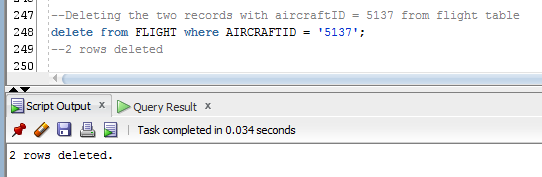 247 --Deleting the two records with aircraftID = 5137 from flight table
248 delete from FLIGHT where AIRCRAFTID = '5137';
249 --2 rows deleted
250
Script Output x Query Result x
Task completed in 0.034 seconds
2 rows deleted.